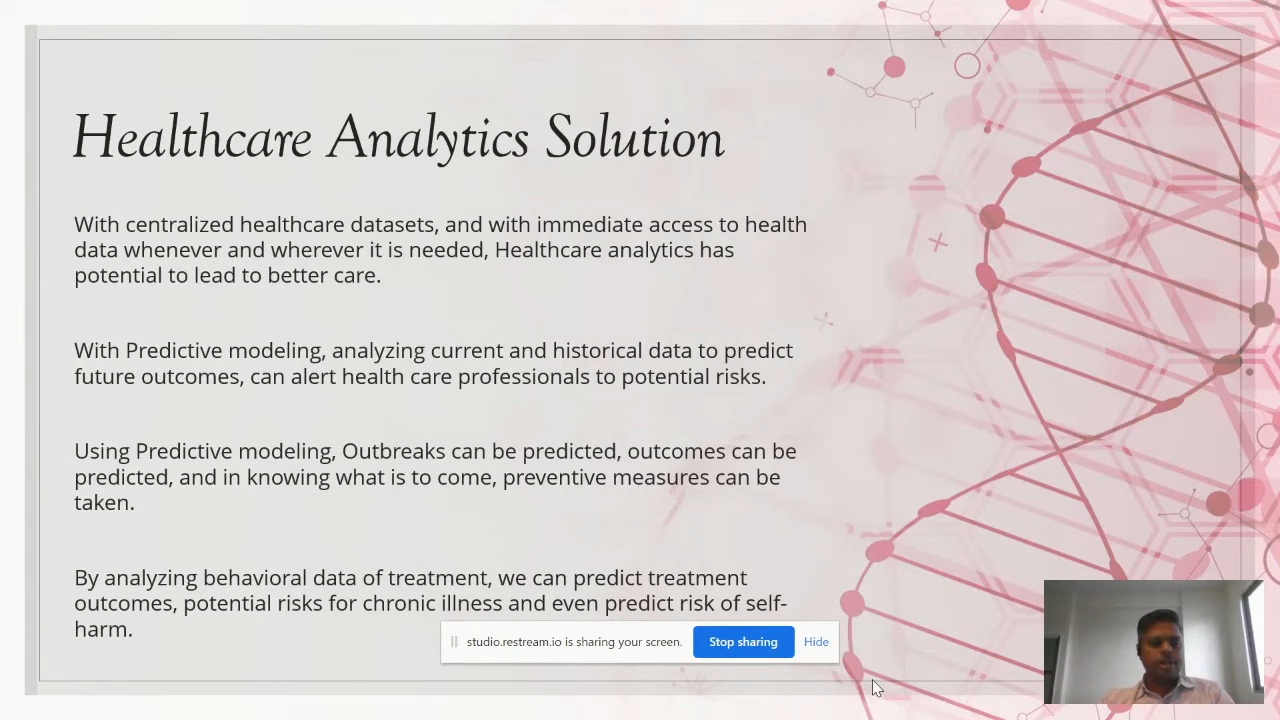 Healthcare Analytics Solution
With centralized healthcare datasets, and with immediate access to health
data whenever and wherever it is needed, Healthcare analytics has
potential to lead to better care.
With Predictive modeling, analyzing current and historical data to predict
future outcomes, can alert health care professionals to potential risks.
Using Predictive modeling, Outbreaks can be predicted, outcomes can be
predicted, and in knowing what is to come, preventive measures can be
taken.
By analyzing behavioral data of treatment, we can predict treatment
outcomes, potential risks for chronic illness and even predict risk of self-
harm.
studio.restream.io is sharing your screen. Stop sharing Hide